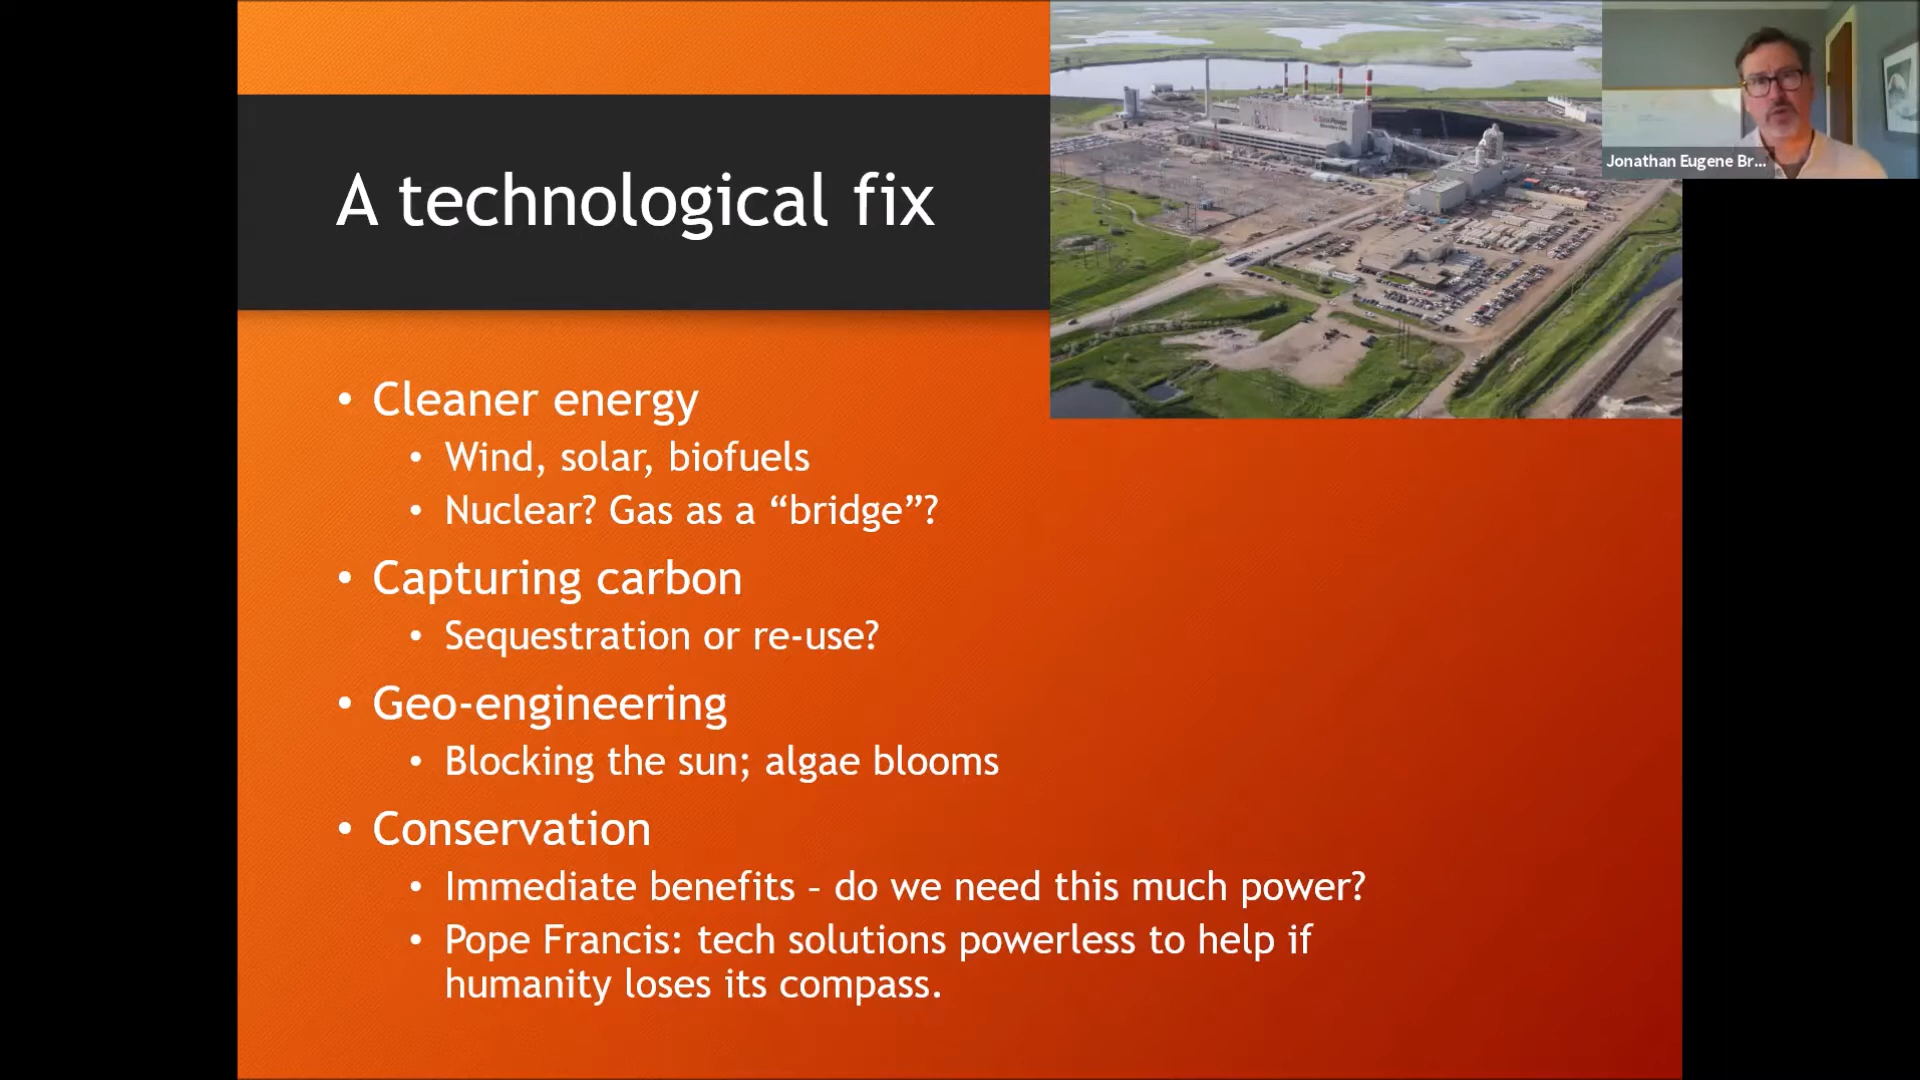 Jonathan Eugene Br...
A technological fix
• Cleaner energy
• Wind, solar, biofuels
• Nuclear? Gas as a “bridge”?
• Capturing carbon
• Sequestration or re-use?
• Geo-engineering
• Blocking the sun; algae blooms
• Conservation
• Immediate benefits – do we need this much power?
• Pope Francis: tech solutions powerless to help if
humanity loses its compass.